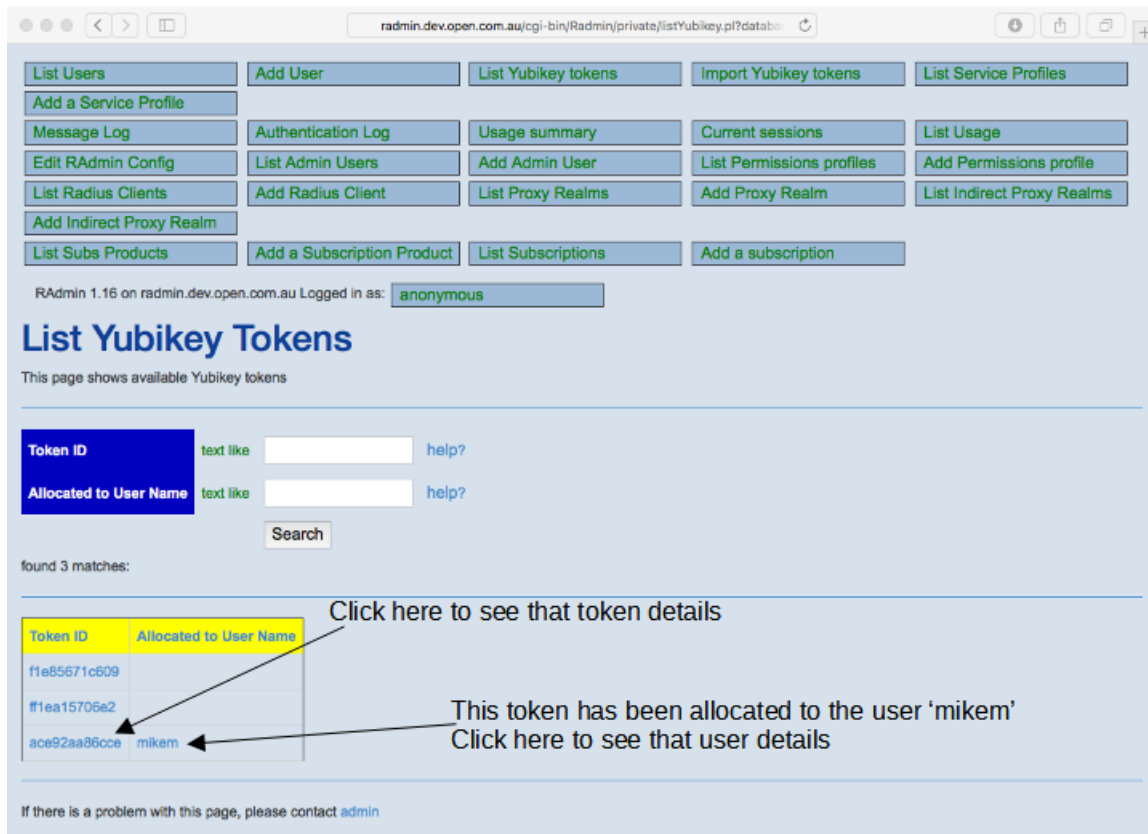 radmin.dev.open.com.au/cgi-bin/Radmin/private/listYubikey.pl?databa
List Users Add User List Yubikey tokens Import Yubikey tokens List Service Profiles
Add a Service Profile
Message Log Authentication Log Usage summary Current sessions List Usage
Edit RAdmin Config List Admin Users Add Admin User List Permissions profiles Add Permissions profile
List Radius Clients Add Radius Client List Proxy Realms Add Proxy Realm List Indirect Proxy Realms
Add Indirect Proxy Realm
List Subs Products Add a Subscription Product List Subscriptions Add a subscription
RAdmin 1.16 on radmin.dev.open.com.au Logged in as: anonymous
List Yubikey Tokens
This page shows available Yubikey tokens
Token ID text like help?
Allocated to User Name text like help?
Search
found 3 matches:
Click here to see that token details
Token ID Allocated to User Name
f1e85671c609
ff1ea15706e2
This token has been allocated to the user ‘mikem’
ace92aa86cce mikem
Click here to see that user details
If there is a problem with this page, please contact admin